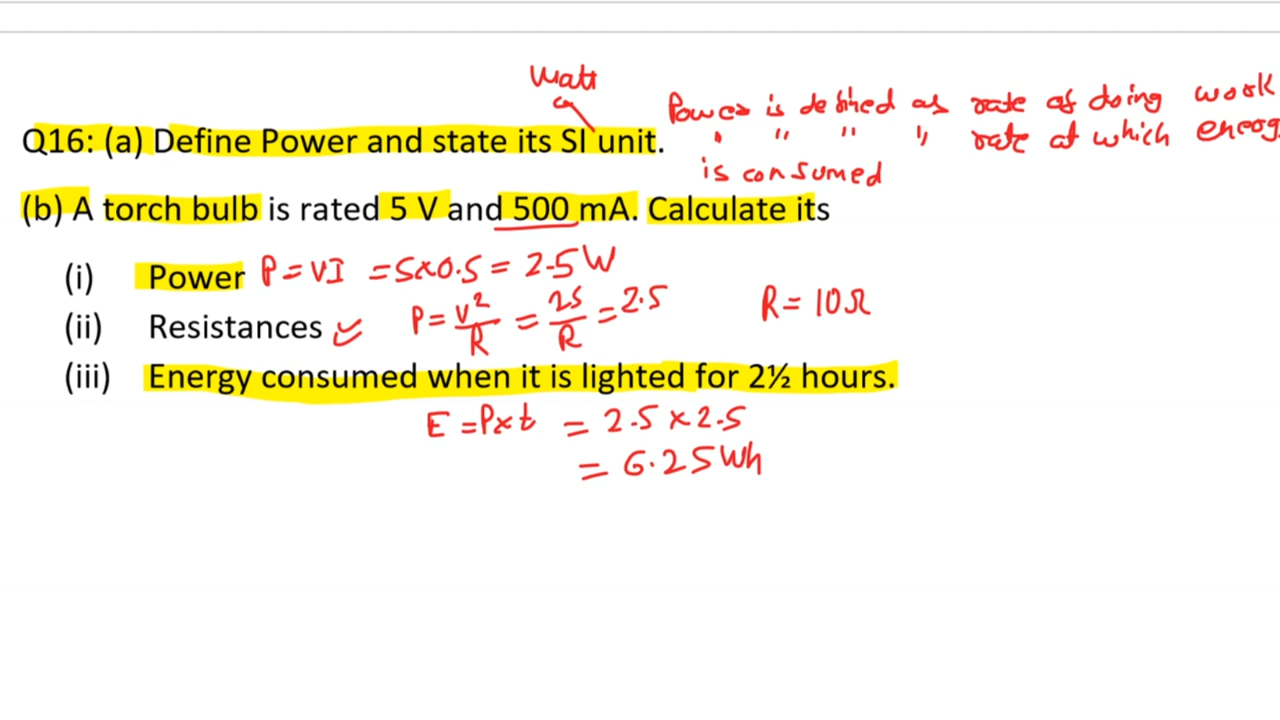 Watt
Power is defined as rate of doing work
" " " " rate at which energ
is consumed
Q16: (a) Define Power and state its SI unit.
(b) A torch bulb is rated 5 V and 500 mA. Calculate its
(i) Power P = VI = 5×0.5 = 2.5W
(ii) Resistances P = V²/R = 25/R = 2.5 R = 10Ω
(iii) Energy consumed when it is lighted for 2½ hours.
E = P×t = 2.5 × 2.5
= 6.25 Wh